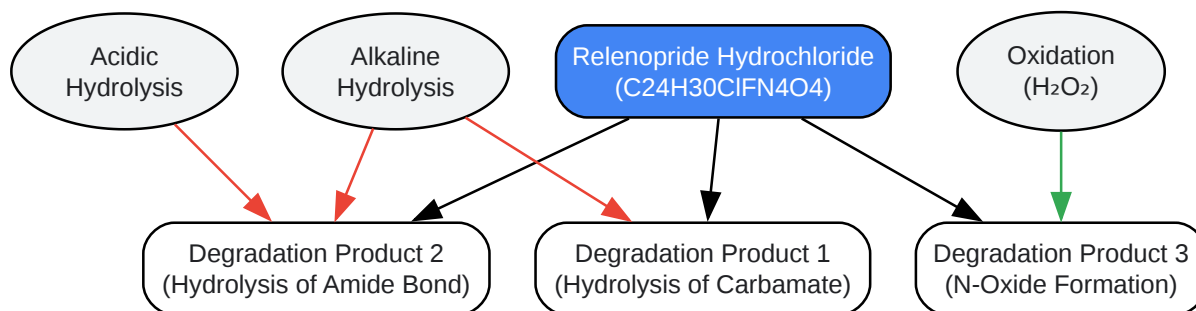 Acidic
Hydrolysis
Alkaline
Hydrolysis
Relenopride Hydrochloride
(C24H30ClFN4O4)
Oxidation
(H₂O₂)
Degradation Product 2
(Hydrolysis of Amide Bond)
Degradation Product 1
(Hydrolysis of Carbamate)
Degradation Product 3
(N-Oxide Formation)